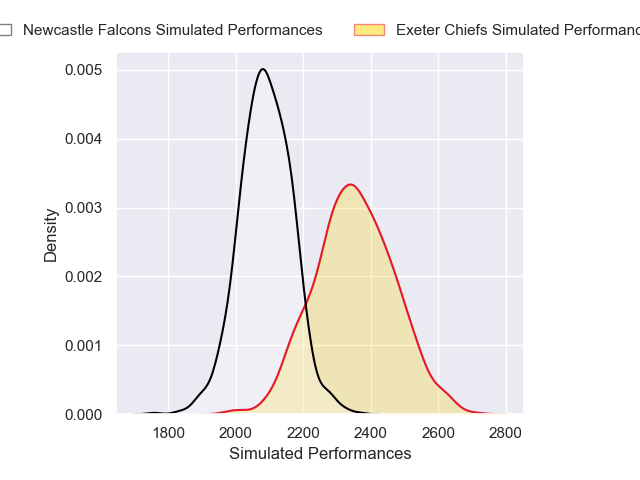 Newcastle Falcons Simulated Performances
Exeter Chiefs Simulated
0.005
0.004
0.003
0.002
0.001
0.000
Density
1800 2000 2200 2400 2600 2800
Simulated Performances